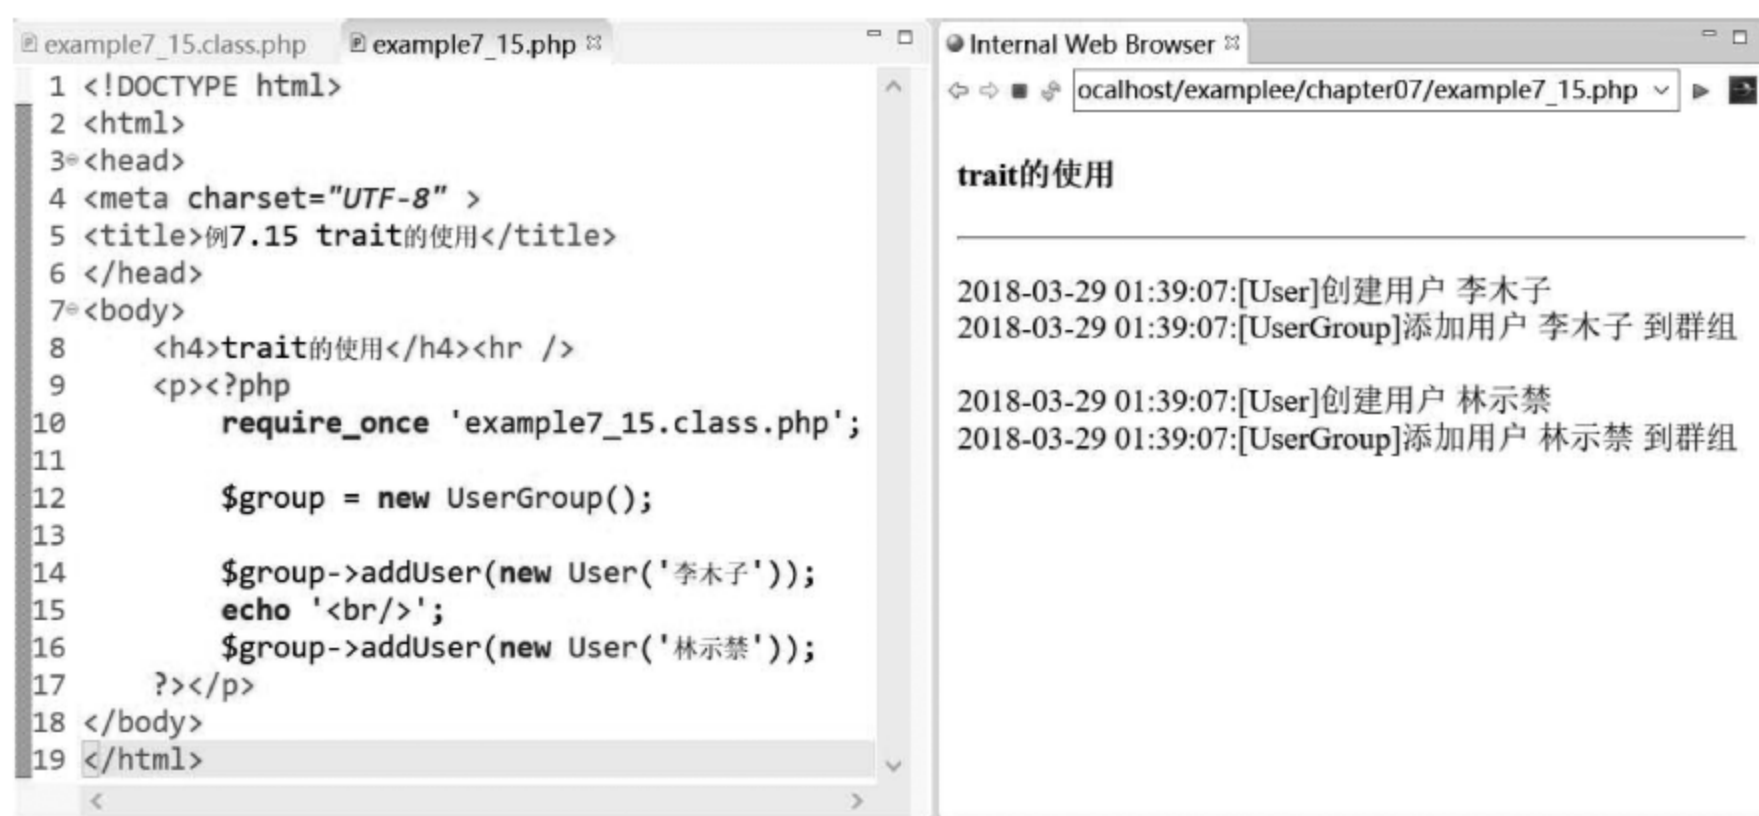 example7_15.class.php
example7_15.php
1 <!DOCTYPE html>
2 <html>
3 <head>
4 <meta charset="UTF-8" >
5 <title>例7.15 trait的使用</title>
6 </head>
7 <body>
8     <h4>trait的使用</h4><hr />
9     <p><?php
10         require_once 'example7_15.class.php';
11
12         $group = new UserGroup();
13
14         $group->addUser(new User('李木子'));
15         echo '<br/>';
16         $group->addUser(new User('林示禁'));
17     ?></p>
18 </body>
19 </html>
Internal Web Browser
ocalhost/examplee/chapter07/example7_15.php
trait的使用
2018-03-29 01:39:07:[User]创建用户 李木子
2018-03-29 01:39:07:[UserGroup]添加用户 李木子 到群组
2018-03-29 01:39:07:[User]创建用户 林示禁
2018-03-29 01:39:07:[UserGroup]添加用户 林示禁 到群组